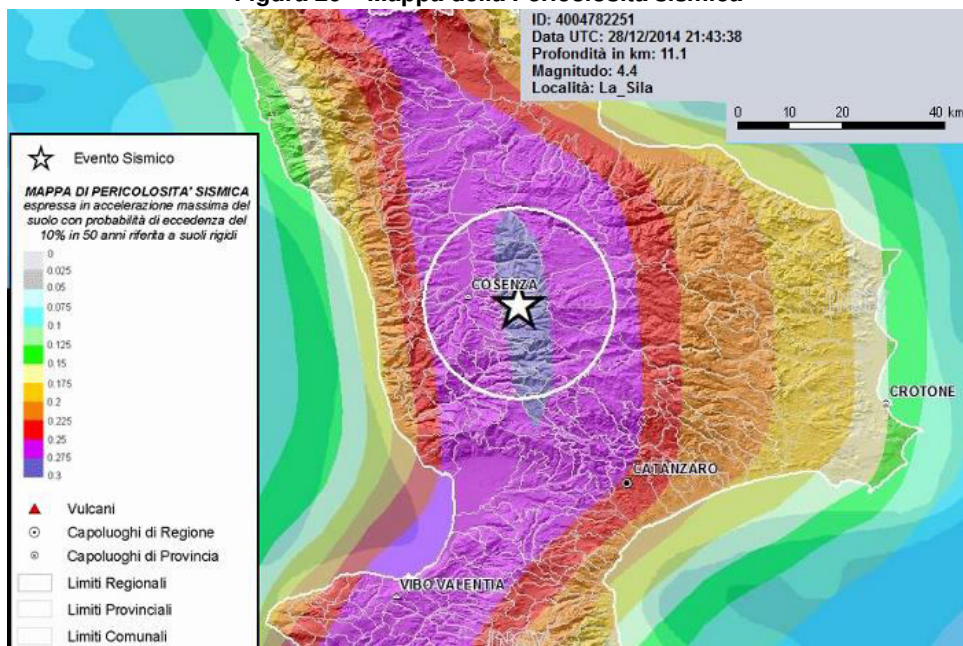 ID: 4004782251
Data UTC: 28/12/2014 21:43:38
Profondità in km: 11.1
Magnitudo: 4.4
Località: La_Sila
0 10 20 40 km
Evento Sismico
MAPPA DI PERICOLOSITA' SISMICA
espressa in accelerazione massima del
suolo con probabilità di eccedenza del
10% in 50 anni riferita a suoli rigidi
0
0.025
0.05
0.075
0.1
0.125
0.15
0.175
0.2
0.225
0.25
0.275
0.3
Vulcani
Capoluoghi di Regione
Capoluoghi di Provincia
Limiti Regionali
Limiti Provinciali
Limiti Comunali
COSENZA
CROTONE
CATANZARO
VIBO VALENTIA